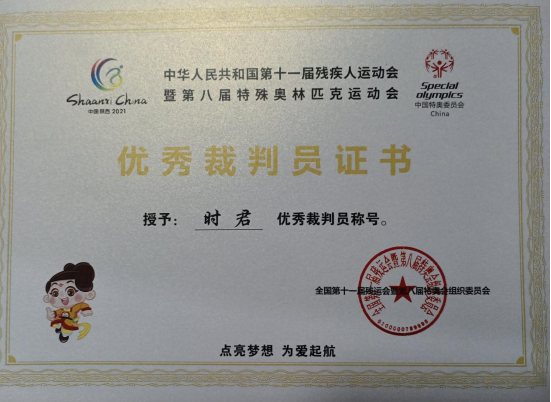 中华人民共和国第十一届残疾人运动会
暨第八届特殊奥林匹克运动会
Shaanxi China
中国陕西 2021
Special
Olympics
中国特奥委员会
China
优秀裁判员证书
授予： 时君 优秀裁判员称号。
全国第十一届残运会暨第八届特奥会组织委员会
点亮梦想 为爱起航